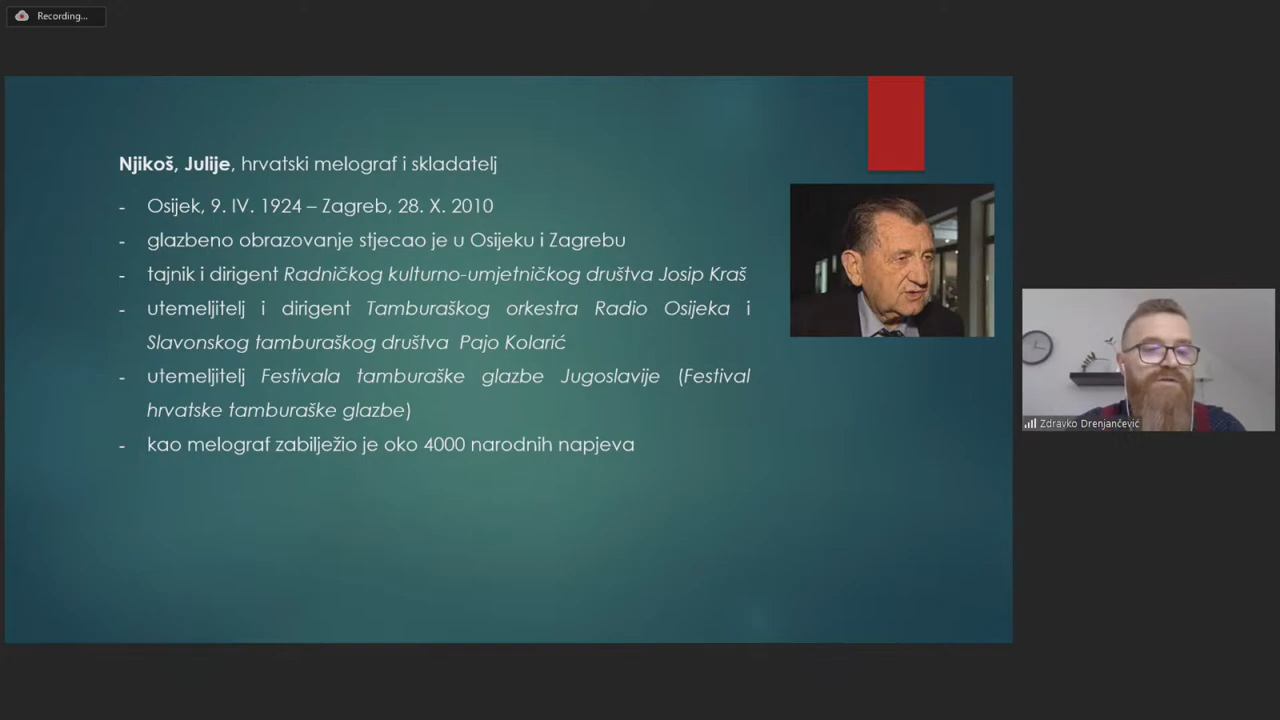 Recording...
Njikoš, Julije, hrvatski melograf i skladatelj
- Osijek, 9. IV. 1924 – Zagreb, 28. X. 2010
- glazbeno obrazovanje stjecao je u Osijeku i Zagrebu
- tajnik i dirigent Radničkog kulturno-umjetničkog društva Josip Kraš
- utemeljitelj i dirigent Tamburaškog orkestra Radio Osijeka i
Slavonskog tamburaškog društva Pajo Kolarić
- utemeljitelj Festivala tamburaške glazbe Jugoslavije (Festival
hrvatske tamburaške glazbe)
- kao melograf zabilježio je oko 4000 narodnih napjeva
Zdravko Drenjančević